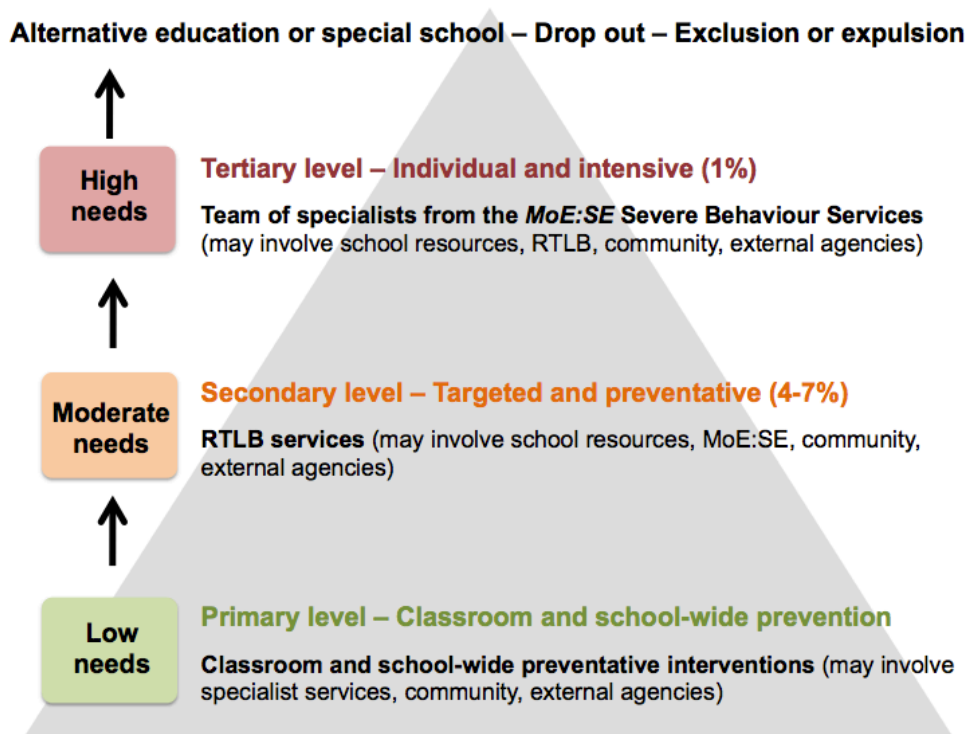 Alternative education or special school – Drop out – Exclusion or expulsion
High
needs
Tertiary level – Individual and intensive (1%)
Team of specialists from the MoE:SE Severe Behaviour Services
(may involve school resources, RTLB, community, external agencies)
Moderate
needs
Secondary level – Targeted and preventative (4-7%)
RTLB services (may involve school resources, MoE:SE, community,
external agencies)
Low
needs
Primary level – Classroom and school-wide prevention
Classroom and school-wide preventative interventions (may involve
specialist services, community, external agencies)